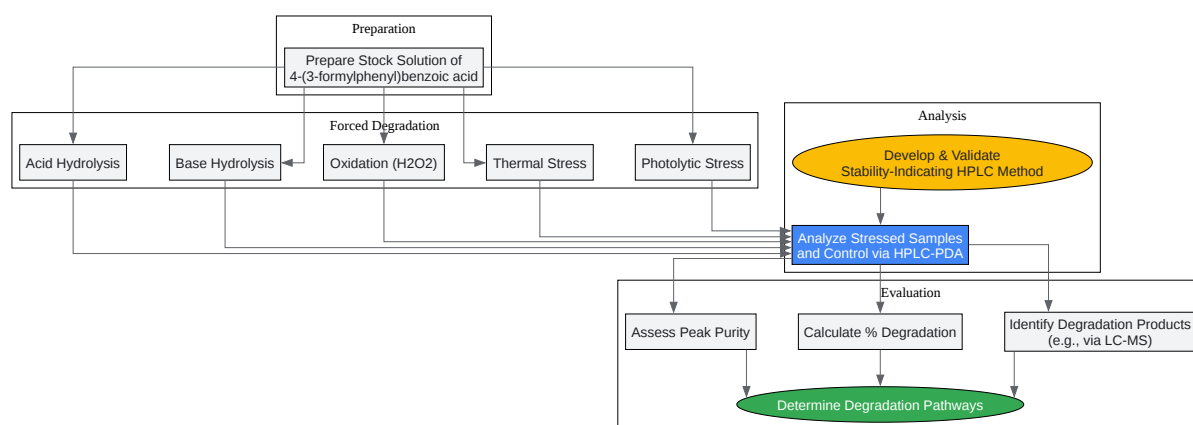 Preparation
Prepare Stock Solution of
4-(3-formylphenyl)benzoic acid
Forced Degradation
Acid Hydrolysis
Base Hydrolysis
Oxidation (H2O2)
Thermal Stress
Photolytic Stress
Analysis
Develop & Validate
Stability-Indicating HPLC Method
Analyze Stressed Samples
and Control via HPLC-PDA
Evaluation
Assess Peak Purity
Calculate % Degradation
Identify Degradation Products
(e.g., via LC-MS)
Determine Degradation Pathways